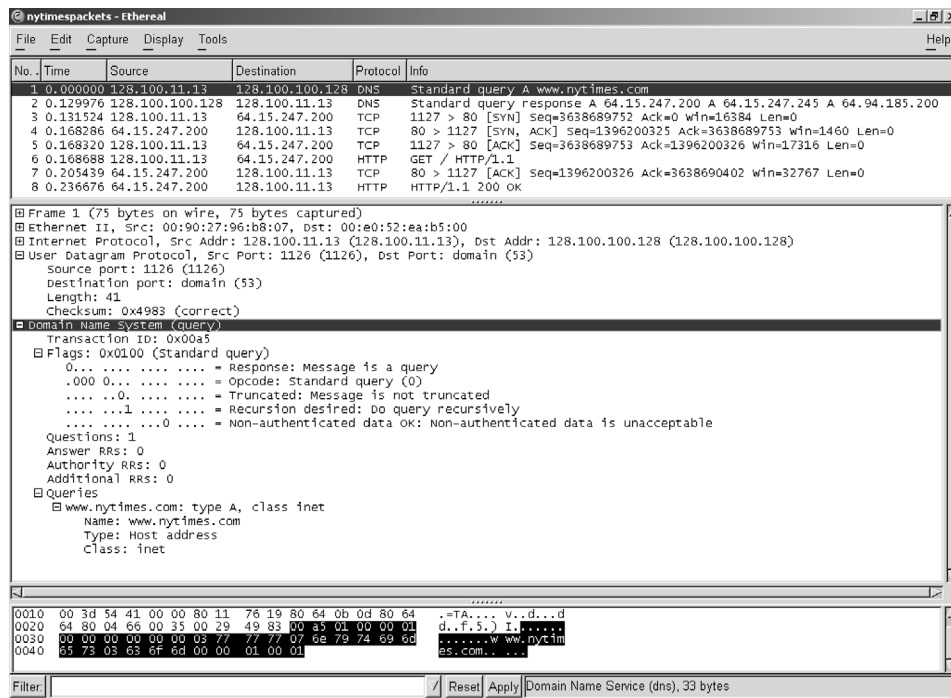 nytimespackets - Ethereal
File Edit Capture Display Tools Help
No. . Time Source Destination Protocol Info
1 0.000000 128.100.11.13 128.100.100.128 DNS Standard query A www.nytimes.com
2 0.129976 128.100.100.128 128.100.11.13 DNS Standard query response A 64.15.247.200 A 64.15.247.245 A 64.94.185.200
3 0.131524 128.100.11.13 64.15.247.200 TCP 1127 > 80 [SYN] Seq=3638689752 Ack=0 Win=16384 Len=0
4 0.168286 64.15.247.200 128.100.11.13 TCP 80 > 1127 [SYN, ACK] Seq=1396200325 Ack=3638689753 Win=1460 Len=0
5 0.168320 128.100.11.13 64.15.247.200 TCP 1127 > 80 [ACK] Seq=3638689753 Ack=1396200326 Win=17316 Len=0
6 0.168688 128.100.11.13 64.15.247.200 HTTP GET / HTTP/1.1
7 0.205439 64.15.247.200 128.100.11.13 TCP 80 > 1127 [ACK] Seq=1396200326 Ack=3638690402 Win=32767 Len=0
8 0.236676 64.15.247.200 128.100.11.13 HTTP HTTP/1.1 200 OK
Frame 1 (75 bytes on wire, 75 bytes captured)
Ethernet II, Src: 00:90:27:96:b8:07, Dst: 00:e0:52:ea:b5:00
Internet Protocol, Src Addr: 128.100.11.13 (128.100.11.13), Dst Addr: 128.100.100.128 (128.100.100.128)
User Datagram Protocol, Src Port: 1126 (1126), Dst Port: domain (53)
Source port: 1126 (1126)
Destination port: domain (53)
Length: 41
Checksum: 0x4983 (correct)
Domain Name System (query)
Transaction ID: 0x00a5
Flags: 0x0100 (Standard query)
0... .... .... .... = Response: Message is a query
.000 0... .... .... = Opcode: Standard query (0)
.... ..0. .... .... = Truncated: Message is not truncated
.... ...1 .... .... = Recursion desired: Do query recursively
.... .... ...0 .... = Non-authenticated data OK: Non-authenticated data is unacceptable
Questions: 1
Answer RRs: 0
Authority RRs: 0
Additional RRs: 0
Queries
www.nytimes.com: type A, class inet
Name: www.nytimes.com
Type: Host address
Class: inet
0010 00 3d 54 41 00 00 80 11 76 19 80 64 0b 0d 80 64 .=TA.... v..d...d
0020 64 80 04 66 00 35 00 29 49 83 00 a5 01 00 00 01 d..f.5.) I.......
0030 00 00 00 00 00 00 03 77 77 77 07 6e 79 74 69 6d .......w ww.nytim
0040 65 73 03 63 6f 6d 00 00 01 00 01 es.com.. ...
Filter: / Reset Apply Domain Name Service (dns), 33 bytes